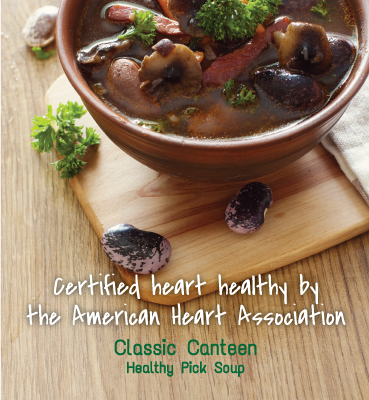 Certified heart healthy by
the American Heart Association
Classic Canteen
Healthy Pick Soup